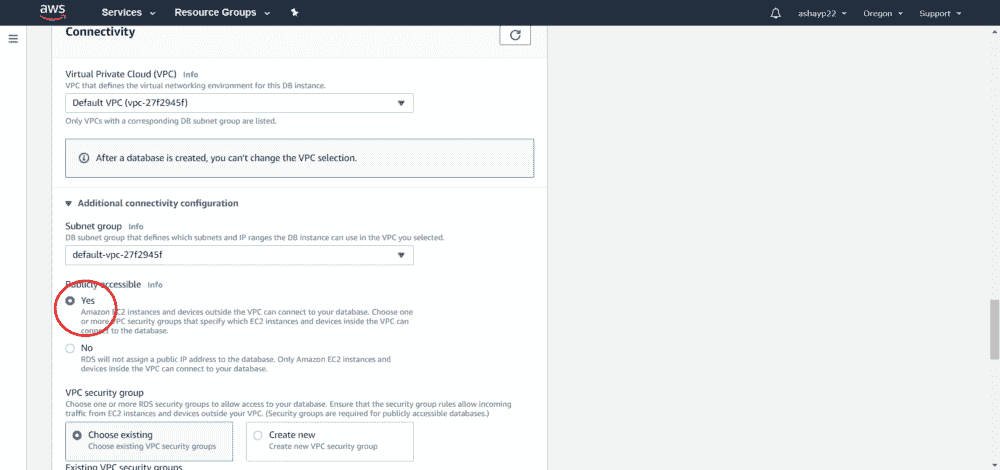 aws
Services
Resource Groups
ashayp22
Oregon
Support
Connectivity
Virtual Private Cloud (VPC) Info
VPC that defines the virtual networking environment for this DB instance.
Default VPC (vpc-27f2945f)
Only VPCs with a corresponding DB subnet group are listed.
After a database is created, you can't change the VPC selection.
Additional connectivity configuration
Subnet group Info
DB subnet group that defines which subnets and IP ranges the DB instance can use in the VPC you selected.
default-vpc-27f2945f
Publicly accessible Info
Yes
Amazon EC2 instances and devices outside the VPC can connect to your database. Choose one
or more VPC security groups that specify which EC2 instances and devices inside the VPC can
connect to the database.
No
RDS will not assign a public IP address to the database. Only Amazon EC2 instances and
devices inside the VPC can connect to your database.
VPC security group
Choose one or more RDS security groups to allow access to your database. Ensure that the security group rules allow incoming
traffic from EC2 instances and devices outside your VPC. (Security groups are required for publicly accessible databases.)
Choose existing
Choose existing VPC security groups
Create new
Create new VPC security group
Existing VPC security groups